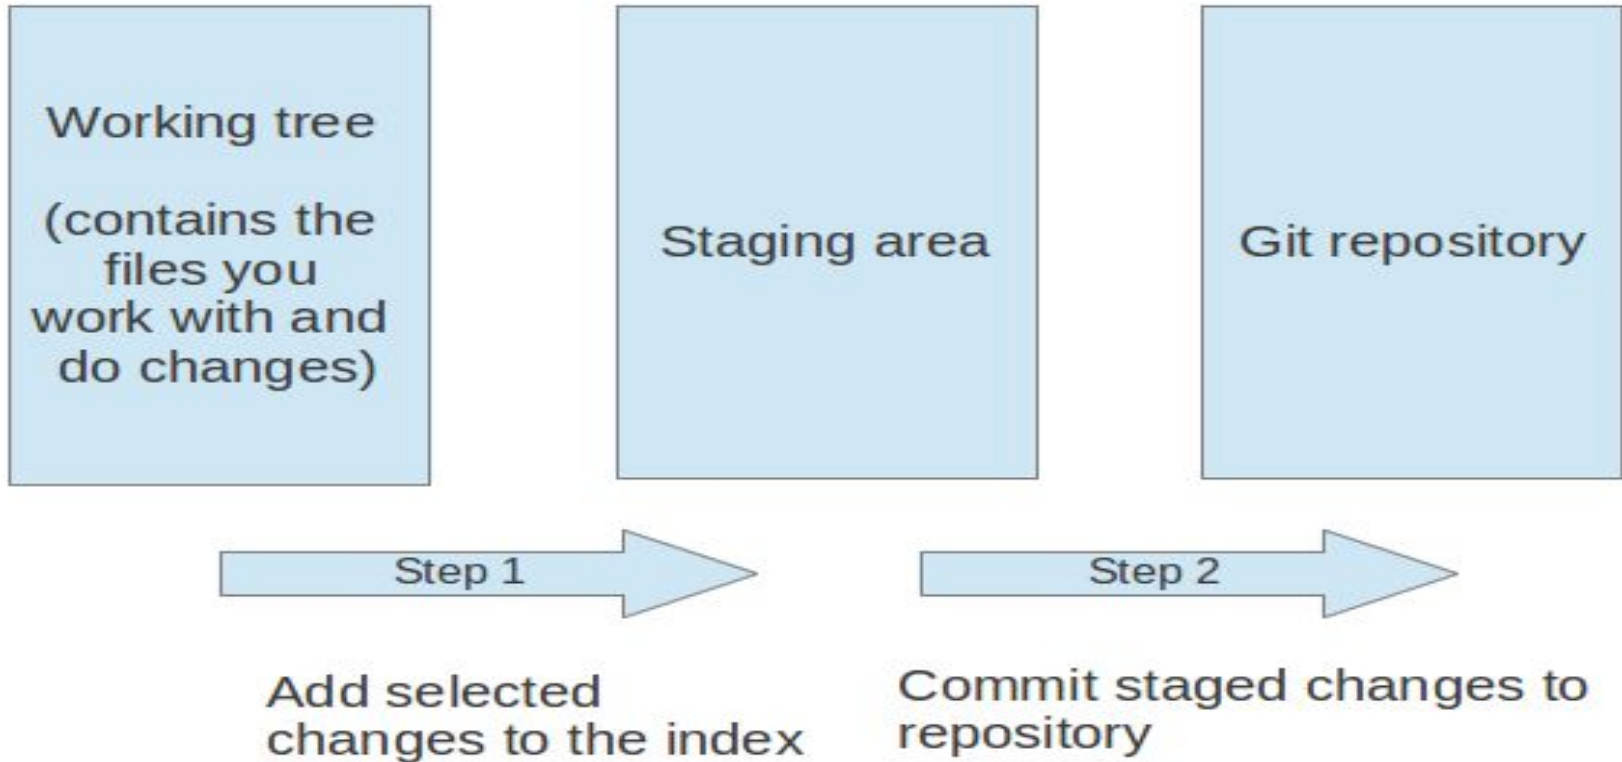 Working tree
(contains the
files you
work with and
do changes)
Staging area
Git repository
Step 1
Step 2
Add selected
changes to the index
Commit staged changes to
repository